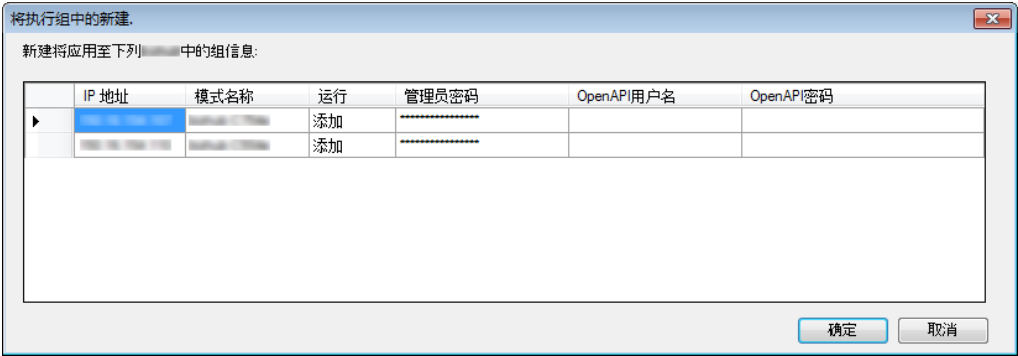 将执行组中的新建.
新建将应用至下列 中的组信息:
IP 地址 模式名称 运行 管理员密码 OpenAPI用户名 OpenAPI密码
添加 ****************
添加 ****************
确定 取消